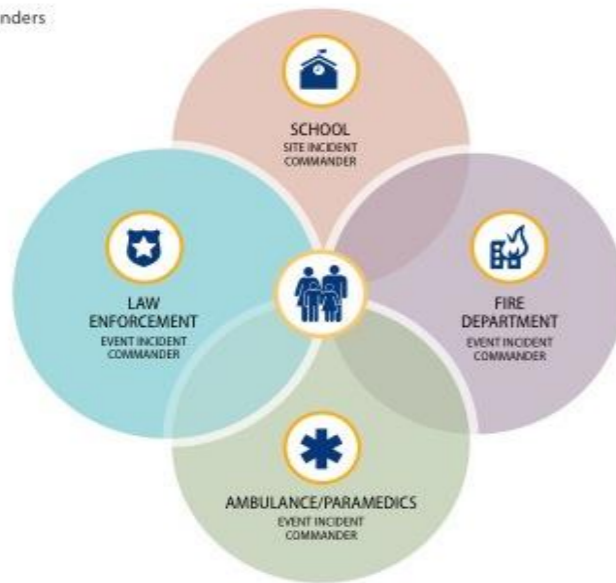 nders
SCHOOL
SITE INCIDENT
COMMANDER
LAW
ENFORCEMENT
EVENT INCIDENT
COMMANDER
FIRE
DEPARTMENT
EVENT INCIDENT
COMMANDER
AMBULANCE/PARAMEDICS
EVENT INCIDENT
COMMANDER